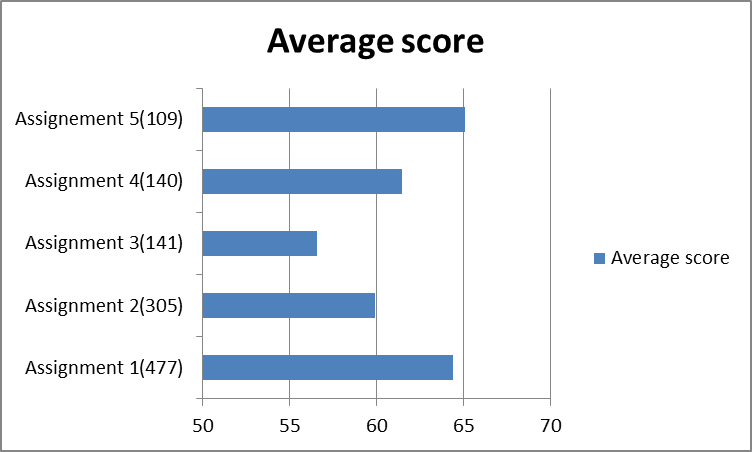 Average score
Assignement 5(109)
Assignment 4(140)
Assignment 3(141)
Assignment 2(305)
Assignment 1(477)
50 55 60 65 70
Average score